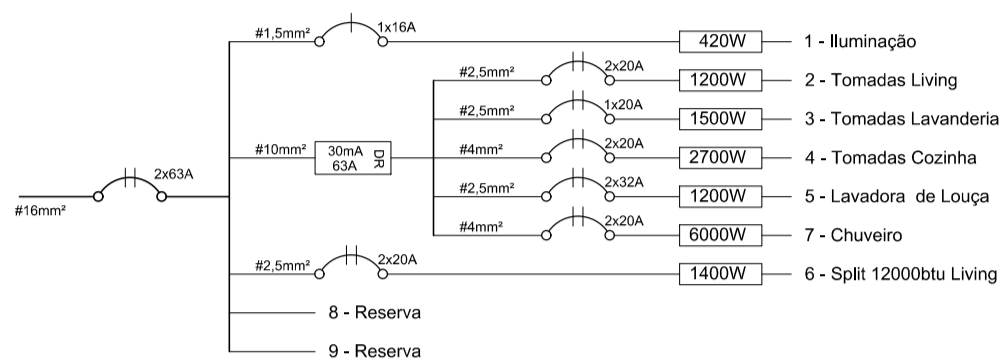 #1,5mm² 1x16A 420W 1 - Iluminação
#2,5mm² 2x20A 1200W 2 - Tomadas Living
#2,5mm² 1x20A 1500W 3 - Tomadas Lavanderia
#10mm² 30mA 63A DR #4mm² 2x20A 2700W 4 - Tomadas Cozinha
#16mm² 2x63A #2,5mm² 2x32A 1200W 5 - Lavadora de Louça
#4mm² 2x20A 6000W 7 - Chuveiro
#2,5mm² 2x20A 1400W 6 - Split 12000btu Living
8 - Reserva
9 - Reserva